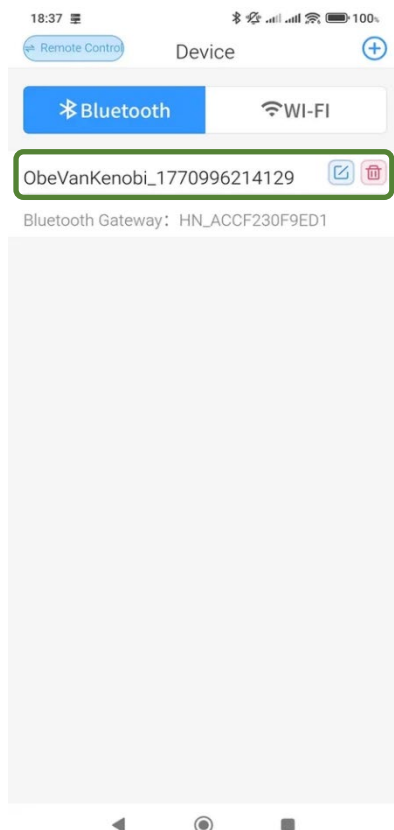 18:37
100%
Remote Control
Device
Bluetooth
WI-FI
ObeVanKenobi_1770996214129
Bluetooth Gateway: HN_ACCF230F9ED1